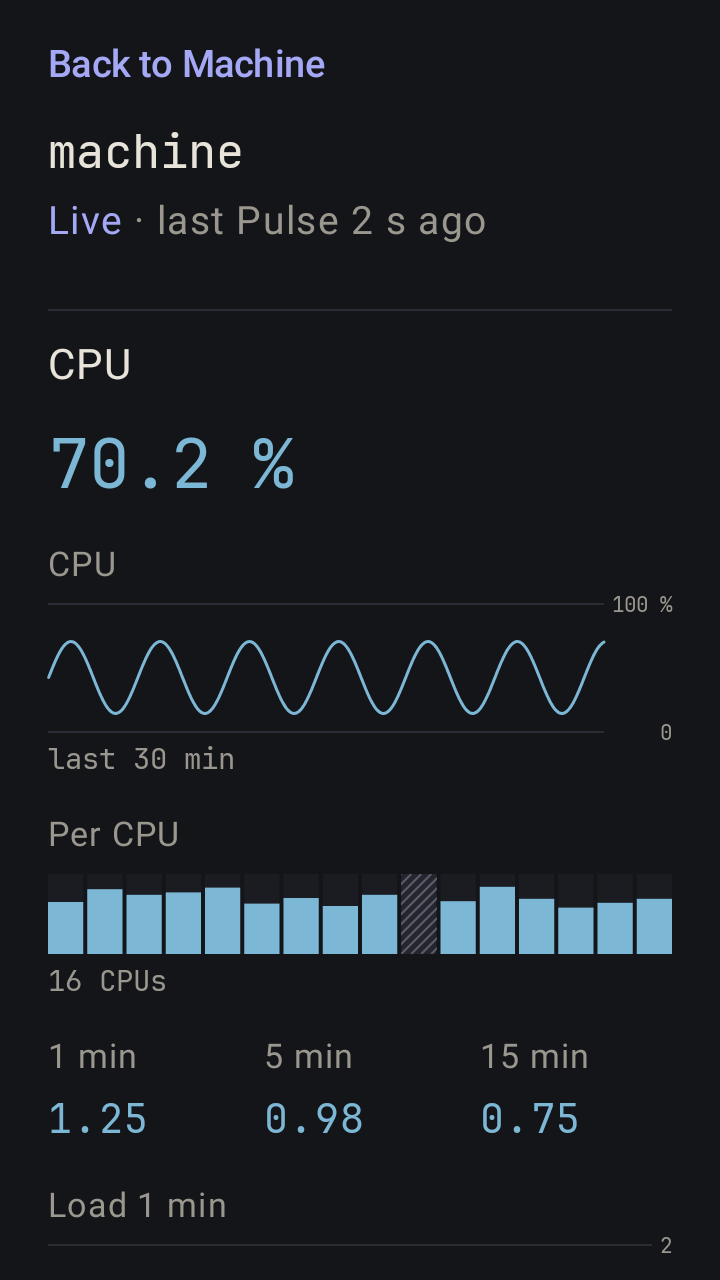 Back to Machine
machine
Live · last Pulse 2 s ago
CPU
70.2 %
CPU
100 %
0
last 30 min
Per CPU
16 CPUs
1 min 5 min 15 min
1.25 0.98 0.75
Load 1 min
2